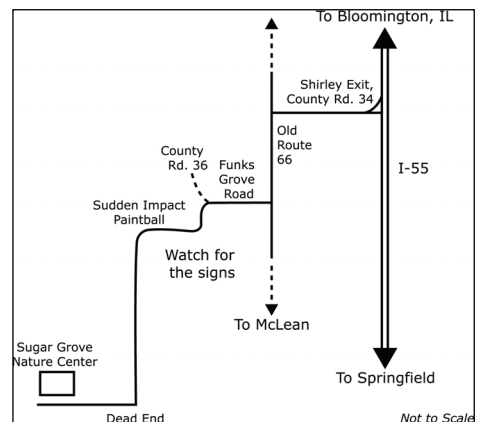 To Bloomington, IL
Shirley Exit,
County Rd. 34
Old
Route
66
I-55
County
Rd. 36
Funks
Grove
Road
Sudden Impact
Paintball
Watch for
the signs
To McLean
Sugar Grove
Nature Center
To Springfield
Dead End
Not to Scale